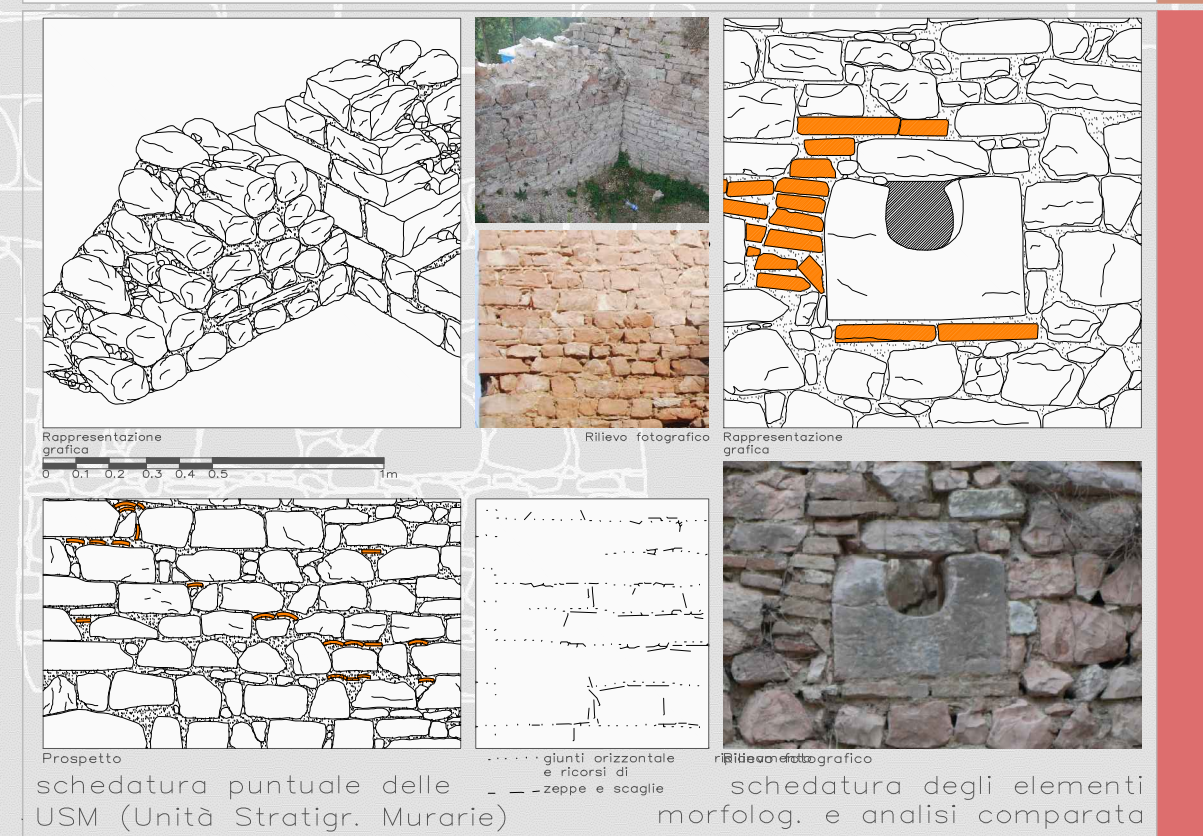 Rappresentazione
grafica
Rilievo fotografico
Rappresentazione
grafica
0 0.1 0.2 0.3 0.4 0.5 1m
Prospetto
giunti orizzontale
e ricorsi di
zeppe e scaglie
Rilievo fotografico
schedatura puntuale delle
USM (Unità Stratigr. Murarie)
schedatura degli elementi
morfolog. e analisi comparata